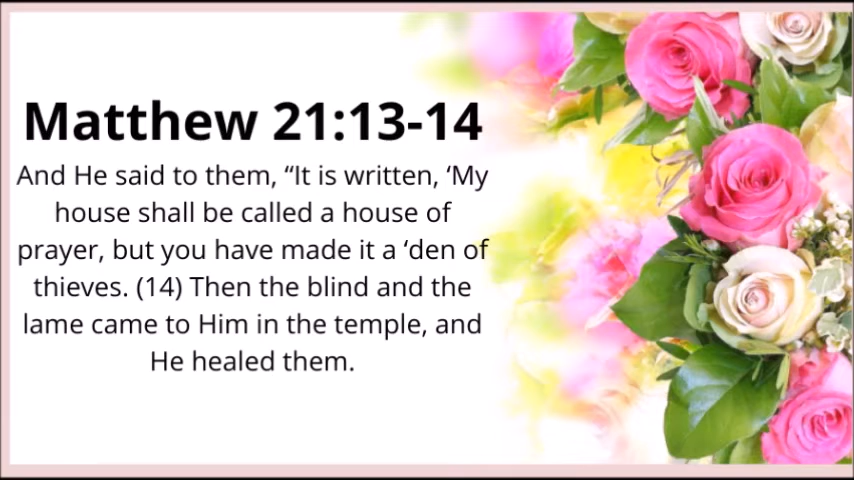 Matthew 21:13-14
And He said to them, “It is written, ‘My
house shall be called a house of
prayer, but you have made it a ‘den of
thieves. (14) Then the blind and the
lame came to Him in the temple, and
He healed them.